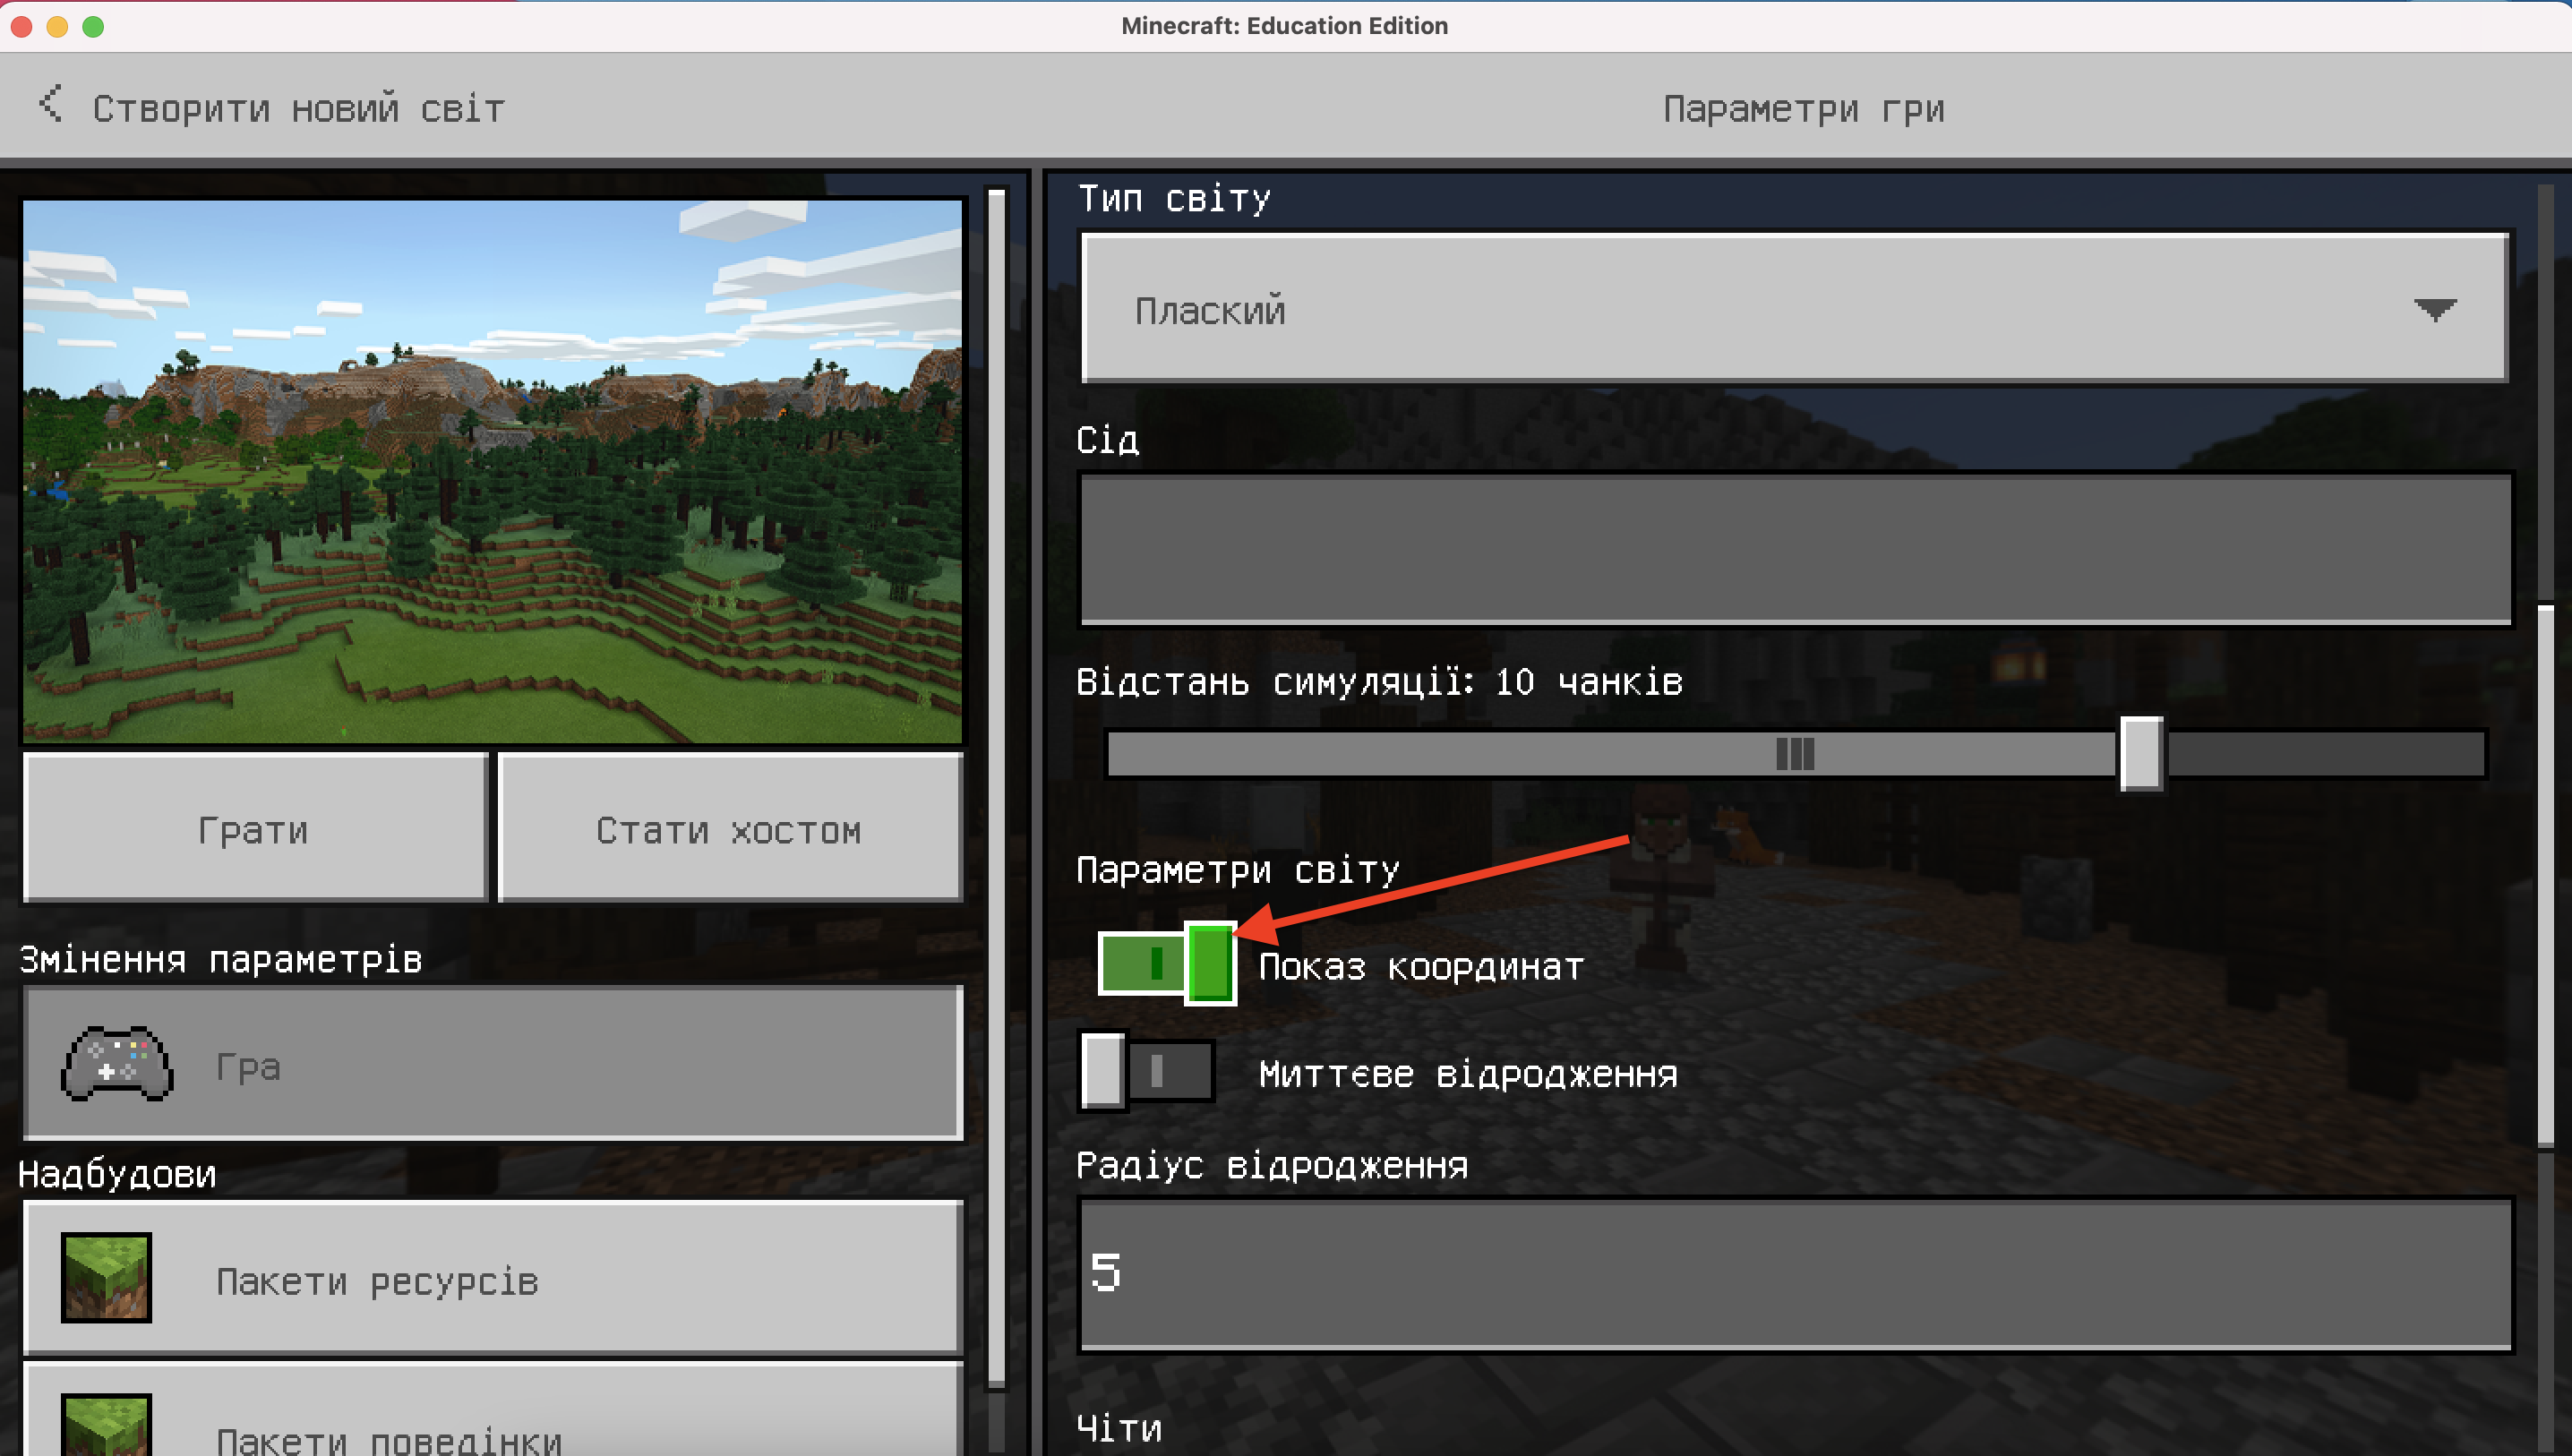 Minecraft: Education Edition
Створити новий світ
Параметри гри
Грати
Стати хостом
Змінення параметрів
Гра
Надбудови
Пакети ресурсів
Пакети поведінки
Тип світу
Плаский
Сід
Відстань симуляції: 10 чанків
Параметри світу
Показ координат
Миттєве відродження
Радіус відродження
5
Чіти